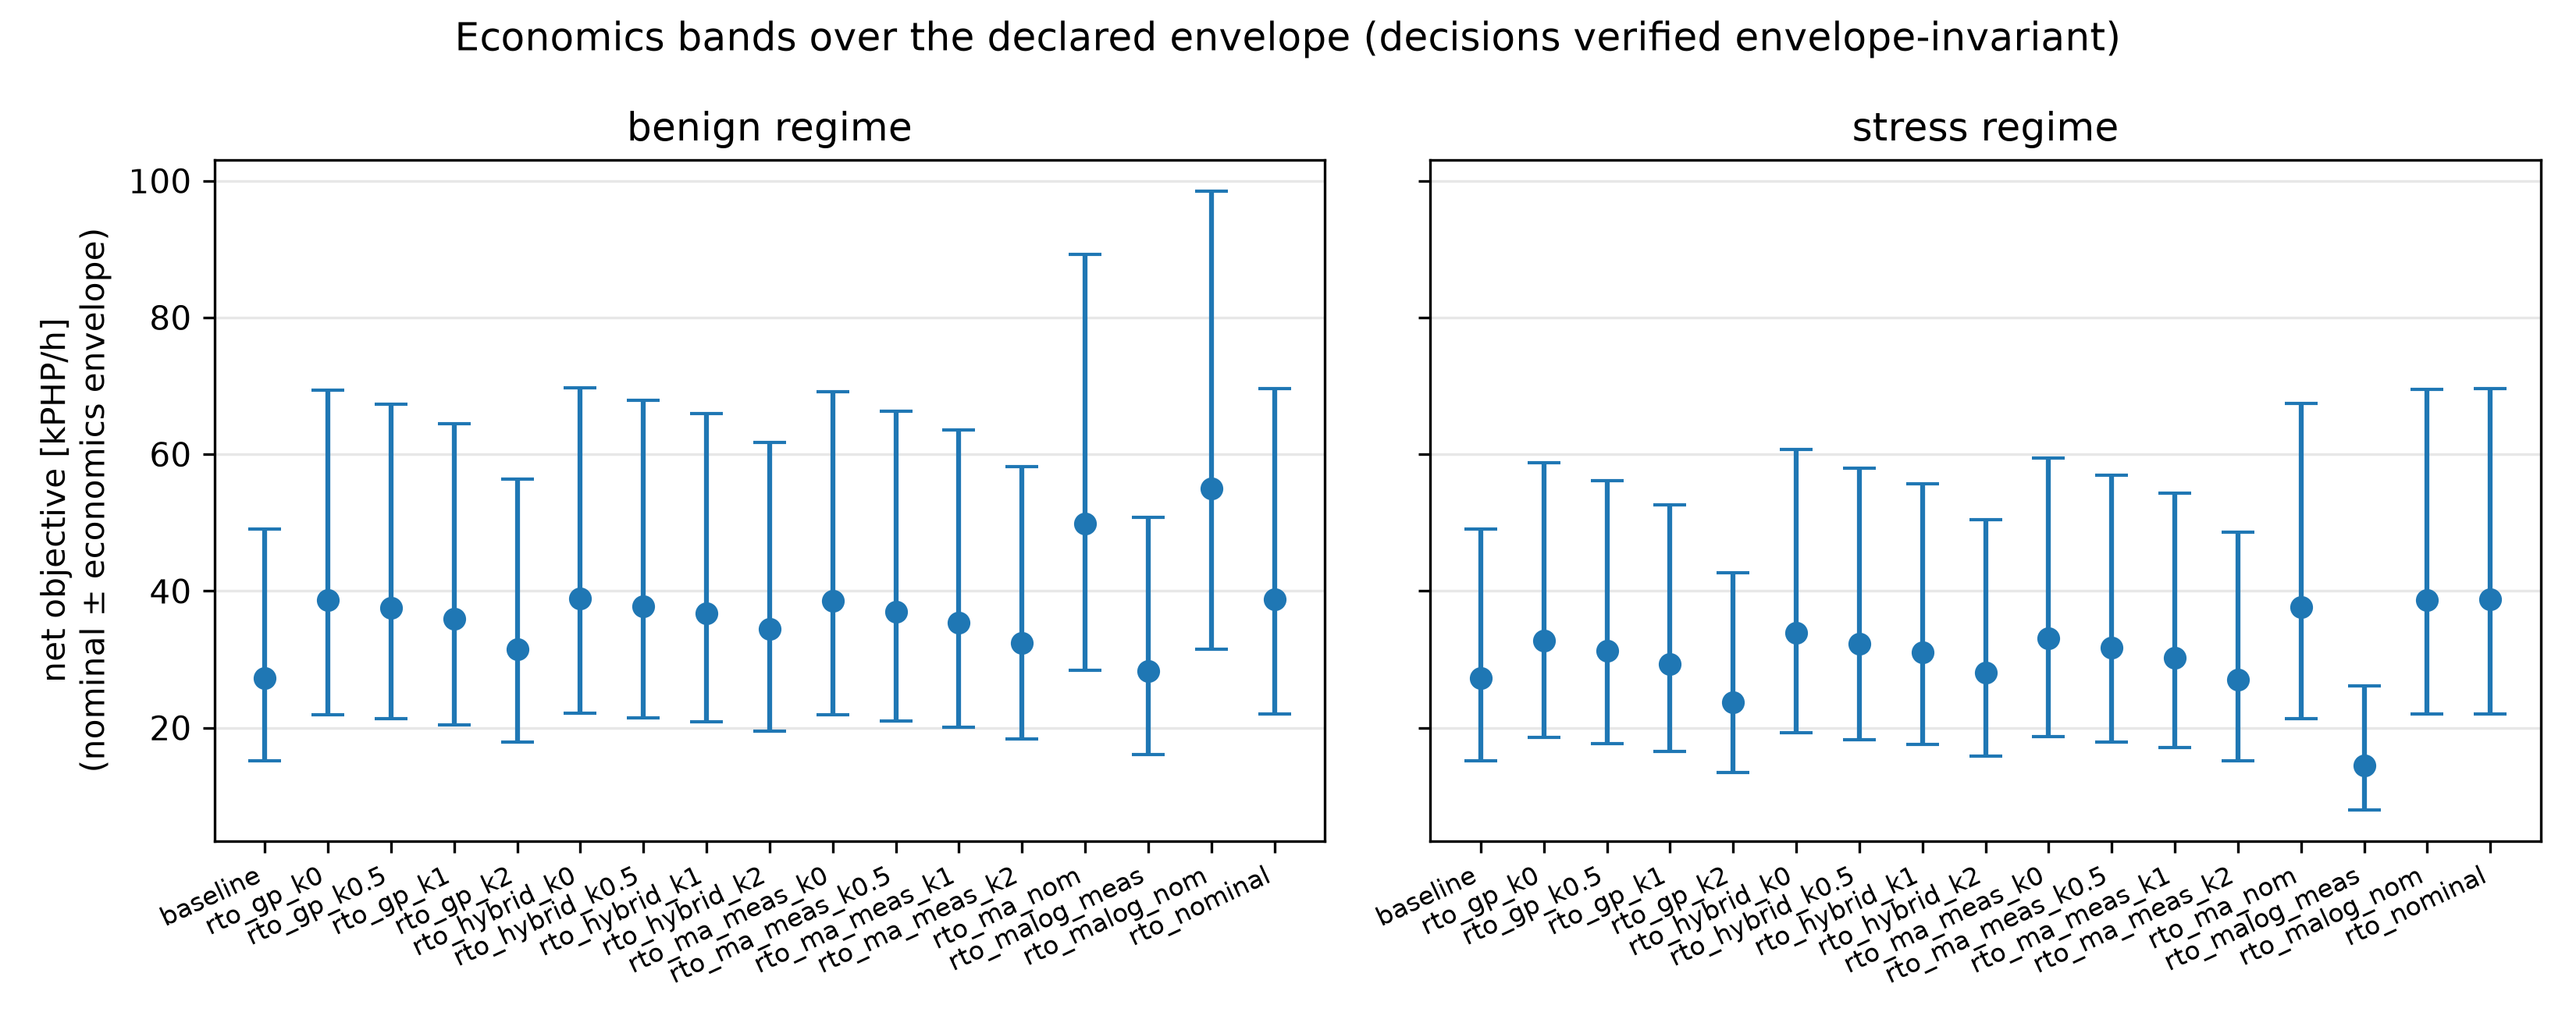 Economics bands over the declared envelope (decisions verified envelope-invariant)
benign regime
net objective [kPHP/h]
(nominal ± economics envelope)
100
80
60
40
20
baseline
rto_gp_k0
rto_gp_k0.5
rto_gp_k1
rto_gp_k2
rto_hybrid_k0
rto_hybrid_k0.5
rto_hybrid_k1
rto_hybrid_k2
rto_ma_meas_k0
rto_ma_meas_k0.5
rto_ma_meas_k1
rto_ma_meas_k2
rto_ma_nom
rto_malog_meas
rto_malog_nom
rto_nominal
stress regime
baseline
rto_gp_k0
rto_gp_k0.5
rto_gp_k1
rto_gp_k2
rto_hybrid_k0
rto_hybrid_k0.5
rto_hybrid_k1
rto_hybrid_k2
rto_ma_meas_k0
rto_ma_meas_k0.5
rto_ma_meas_k1
rto_ma_meas_k2
rto_ma_nom
rto_malog_meas
rto_malog_nom
rto_nominal